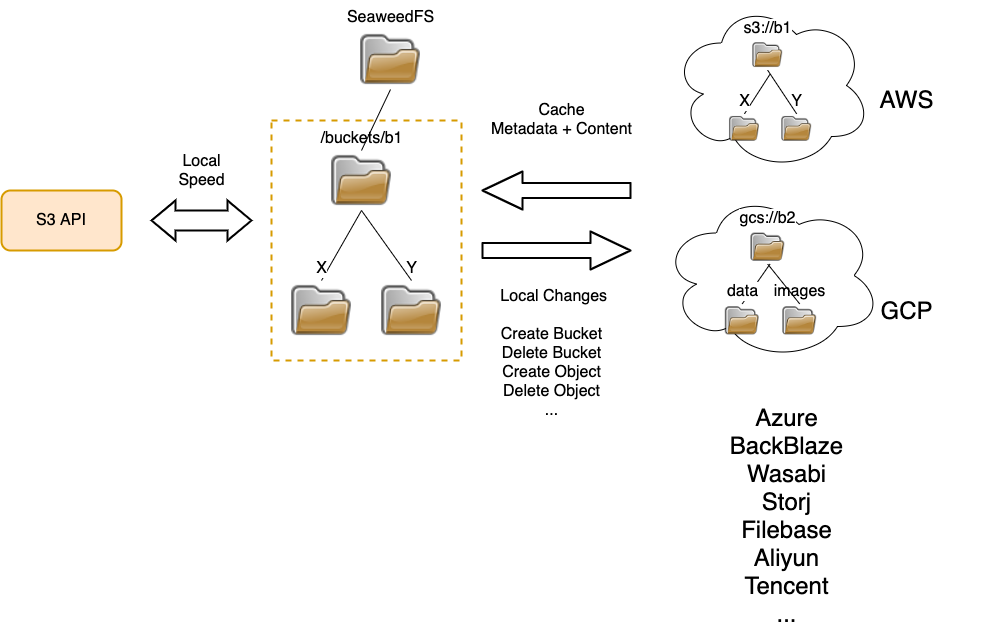 SeaweedFS
/buckets/b1
X
Y
Local
Speed
S3 API
Cache
Metadata + Content
Local Changes
Create Bucket
Delete Bucket
Create Object
Delete Object
...
s3://b1
X
Y
AWS
gcs://b2
data
images
GCP
Azure
BackBlaze
Wasabi
Storj
Filebase
Aliyun
Tencent
...